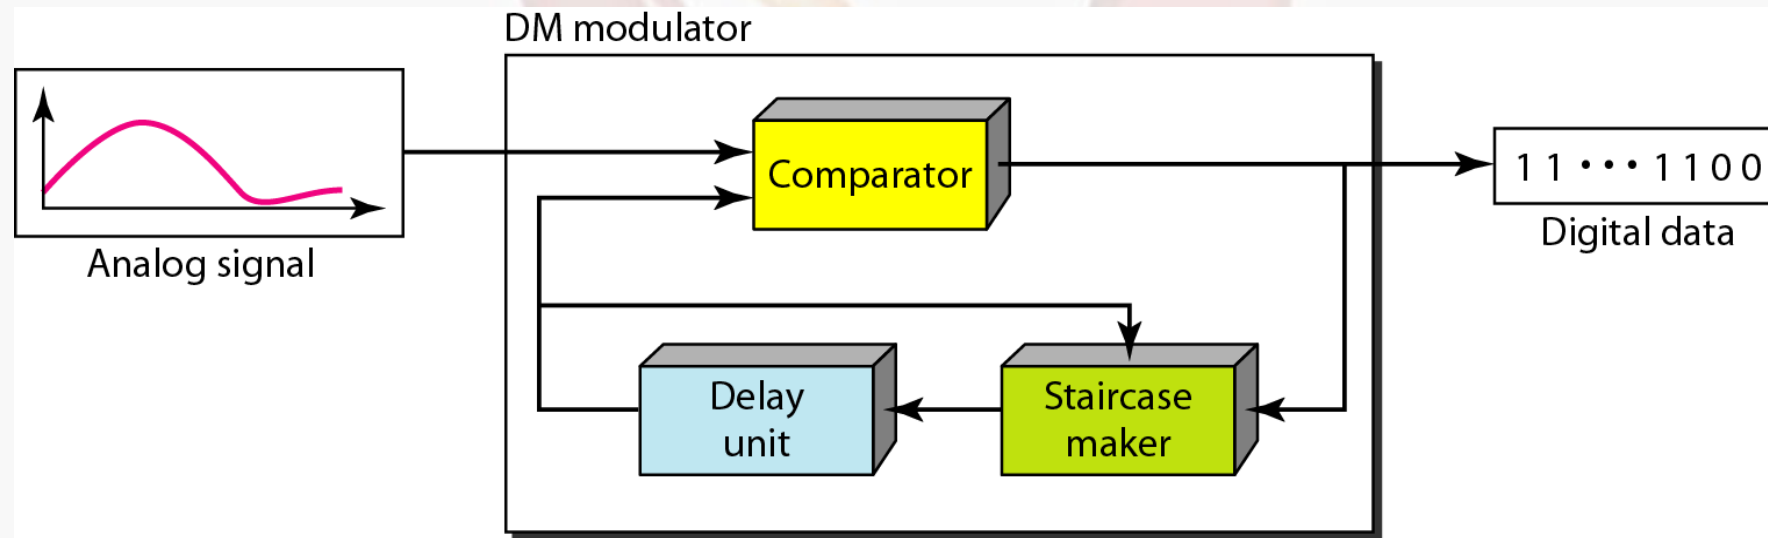 DM modulator
Analog signal
Comparator
1 1 • • • 1 1 0 0
Digital data
Delay
unit
Staircase
maker